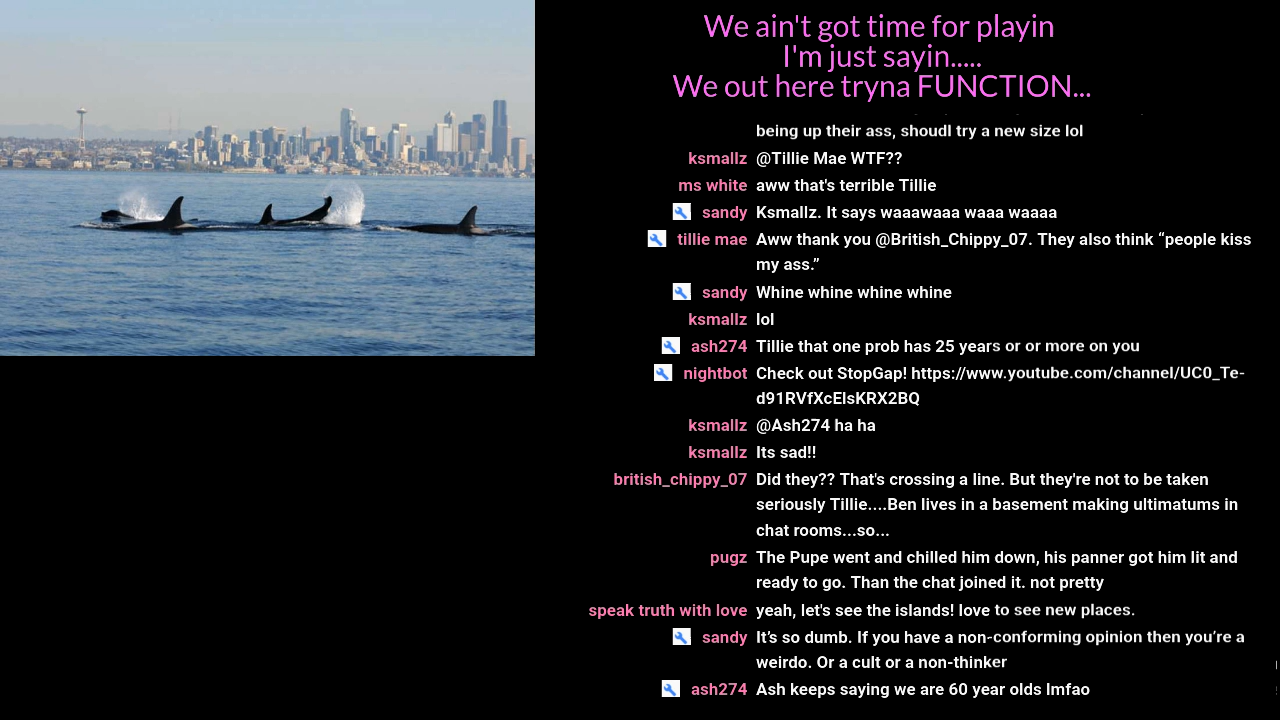 We ain't got time for playin
I'm just sayin.....
We out here tryna FUNCTION...
being up their ass, shoudl try a new size lol
ksmallz @Tillie Mae WTF??
ms white aww that's terrible Tillie
sandy Ksmallz. It says waaawaaa waaa waaaa
tillie mae Aww thank you @British_Chippy_07. They also think “people kiss
my ass.”
sandy Whine whine whine whine
ksmallz lol
ash274 Tillie that one prob has 25 years or or more on you
nightbot Check out StopGap! https://www.youtube.com/channel/UC0_Te-
d91RVfXcEIsKRX2BQ
ksmallz @Ash274 ha ha
ksmallz Its sad!!
british_chippy_07 Did they?? That's crossing a line. But they're not to be taken
seriously Tillie....Ben lives in a basement making ultimatums in
chat rooms...so...
pugz The Pupe went and chilled him down, his panner got him lit and
ready to go. Than the chat joined it. not pretty
speak truth with love yeah, let's see the islands! love to see new places.
sandy It’s so dumb. If you have a non-conforming opinion then you’re a
weirdo. Or a cult or a non-thinker
ash274 Ash keeps saying we are 60 year olds lmfao